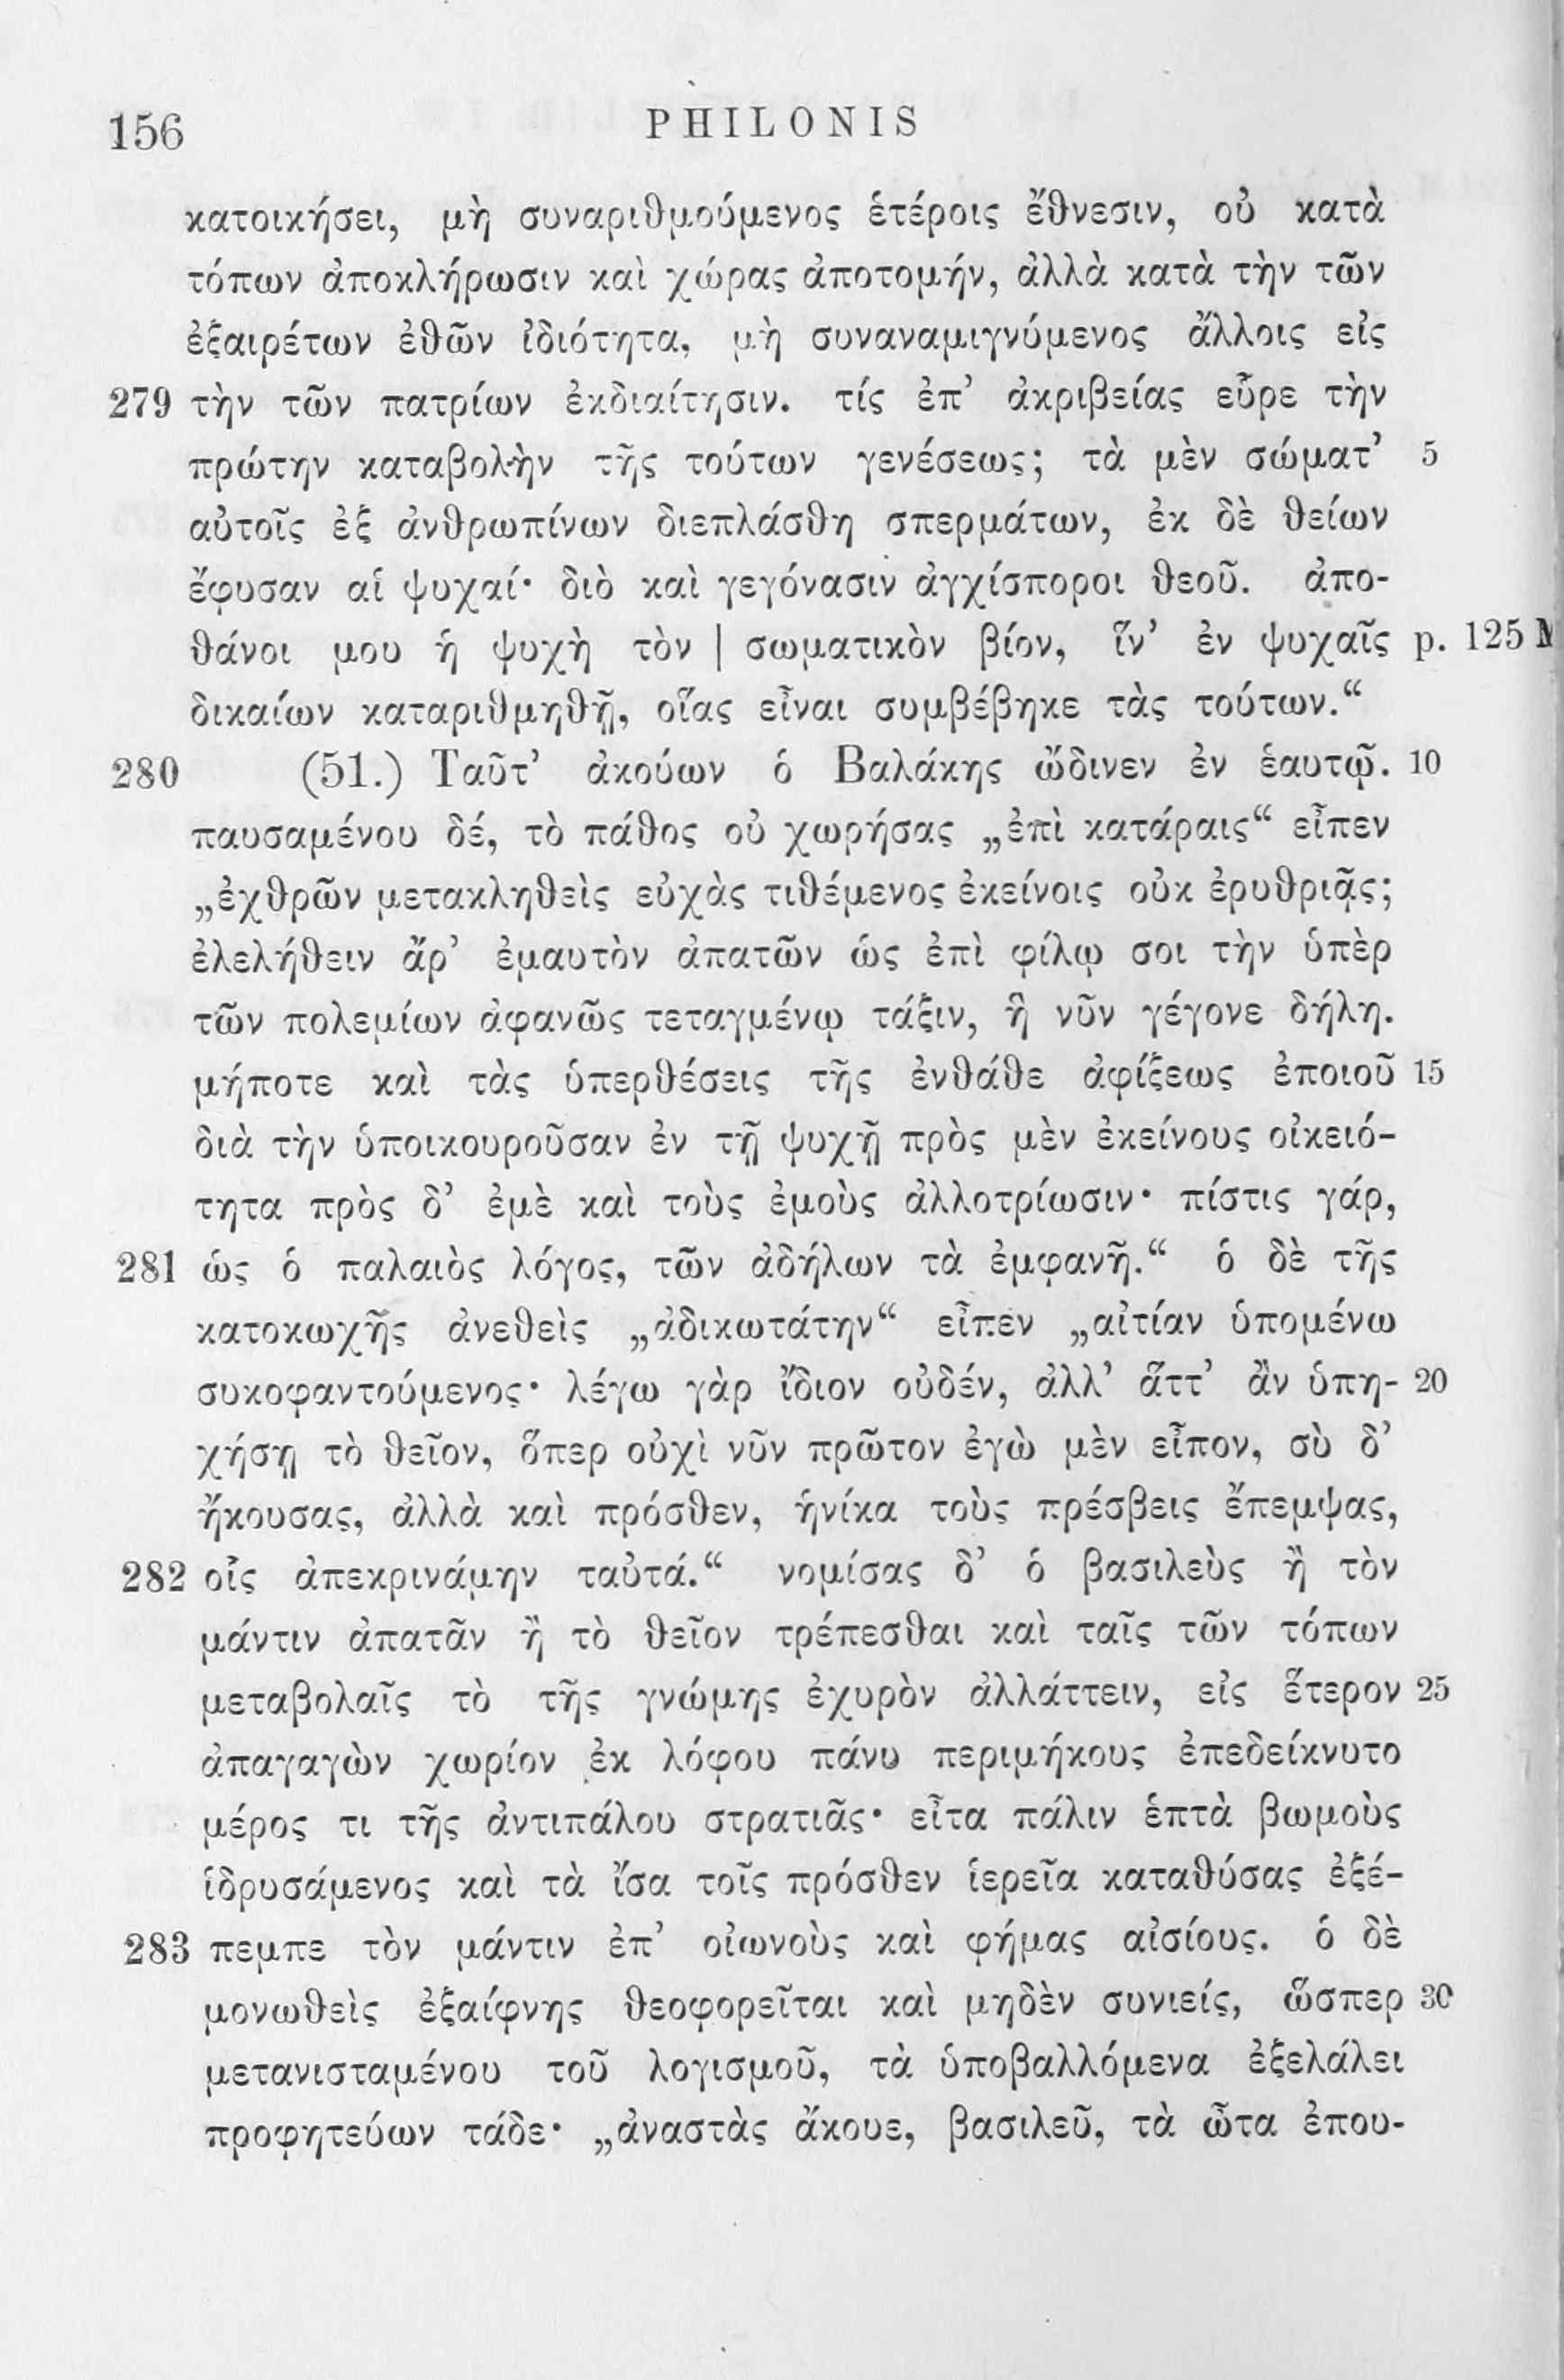 156 PHILONIS
κατοικήσει, μὴ συναριθμούμενος ἑτέροις ἔθνεσιν, οὐ κατὰ
τόπων ἀποκλήρωσιν καὶ χώρας ἀποτομήν, ἀλλὰ κατὰ τὴν τῶν
ἐξαιρέτων ἐθῶν ἰδιότητα, μὴ συναναμιγνύμενος ἄλλοις εἰς
279 τὴν τῶν πατρίων ἐκδιαίτησιν. τίς ἐπ’ ἀκριβείας εὗρε τὴν
πρώτην καταβολὴν τῆς τούτων γενέσεως; τὰ μὲν σώματ’ 5
αὐτοῖς ἐξ ἀνθρωπίνων διεπλάσθη σπερμάτων, ἐκ δὲ θείων
ἔφυσαν αἱ ψυχαί· διὸ καὶ γεγόνασιν ἀγχίσποροι θεοῦ. ἀπο-
θάνοι μου ἡ ψυχὴ τὸν | σωματικὸν βίον, ἵν’ ἐν ψυχαῖς p. 125 M
δικαίων καταριθμηθῇ, οἵας εἶναι συμβέβηκε τὰς τούτων.“
280 (51.) Ταῦτ’ ἀκούων ὁ Βαλάκης ὤδινεν ἐν ἑαυτῷ. 10
παυσαμένου δέ, τὸ πάθος οὐ χωρήσας „ἐπὶ κατάραις“ εἶπεν
„ἐχθρῶν μετακληθεὶς εὐχὰς τιθέμενος ἐκείνοις οὐκ ἐρυθριᾷς;
ἐλελήθειν ἄρ’ ἐμαυτὸν ἀπατῶν ὡς ἐπὶ φίλῳ σοι τὴν ὑπὲρ
τῶν πολεμίων ἀφανῶς τεταγμένῳ τάξιν, ἣ νῦν γέγονε δήλη.
μήποτε καὶ τὰς ὑπερθέσεις τῆς ἐνθάθε ἀφίξεως ἐποιοῦ 15
διὰ τὴν ὑποικουροῦσαν ἐν τῇ ψυχῇ πρὸς μὲν ἐκείνους οἰκειό-
τητα πρὸς δ’ ἐμὲ καὶ τοὺς ἐμοὺς ἀλλοτρίωσιν· πίστις γάρ,
281 ὡς ὁ παλαιὸς λόγος, τῶν ἀδήλων τὰ ἐμφανῆ.“ ὁ δὲ τῆς
κατοκωχῆς ἀνεθεὶς „ἀδικωτάτην“ εἶπεν „αἰτίαν ὑπομένω
συκοφαντούμενος· λέγω γὰρ ἴδιον οὐδέν, ἀλλ’ ἅττ’ ἂν ὑπη- 20
χήσῃ τὸ θεῖον, ὅπερ οὐχὶ νῦν πρῶτον ἐγὼ μὲν εἶπον, σὺ δ’
ἤκουσας, ἀλλὰ καὶ πρόσθεν, ἡνίκα τοὺς πρέσβεις ἔπεμψας,
282 οἷς ἀπεκρινάμην ταὐτά.“ νομίσας δ’ ὁ βασιλεὺς ἢ τὸν
μάντιν ἀπατᾶν ἢ τὸ θεῖον τρέπεσθαι καὶ ταῖς τῶν τόπων
μεταβολαῖς τὸ τῆς γνώμης ἐχυρὸν ἀλλάττειν, εἰς ἕτερον 25
ἀπαγαγὼν χωρίον ἐκ λόφου πάνυ περιμήκους ἐπεδείκνυτο
μέρος τι τῆς ἀντιπάλου στρατιᾶς· εἶτα πάλιν ἑπτὰ βωμοὺς
ἱδρυσάμενος καὶ τὰ ἴσα τοῖς πρόσθεν ἱερεῖα καταθύσας ἐξέ-
283 πεμπε τὸν μάντιν ἐπ’ οἰωνοὺς καὶ φήμας αἰσίους. ὁ δὲ
μονωθεὶς ἐξαίφνης θεοφορεῖται καὶ μηδὲν συνιείς, ὥσπερ 30
μετανισταμένου τοῦ λογισμοῦ, τὰ ὑποβαλλόμενα ἐξελάλει
προφητεύων τάδε· „ἀναστὰς ἄκουε, βασιλεῦ, τὰ ὦτα ἐπου-